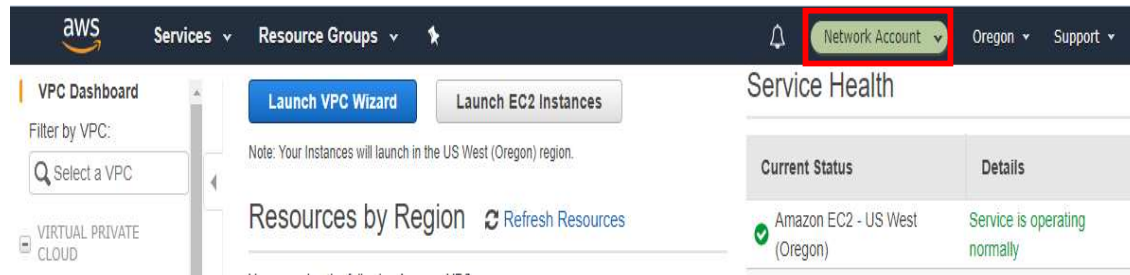 aws
Services
Resource Groups
Network Account
Oregon
Support
VPC Dashboard
Filter by VPC:
Select a VPC
VIRTUAL PRIVATE
CLOUD
Launch VPC Wizard
Launch EC2 Instances
Note: Your Instances will launch in the US West (Oregon) region.
Resources by Region
Refresh Resources
Service Health
Current Status
Details
Amazon EC2 - US West
(Oregon)
Service is operating
normally